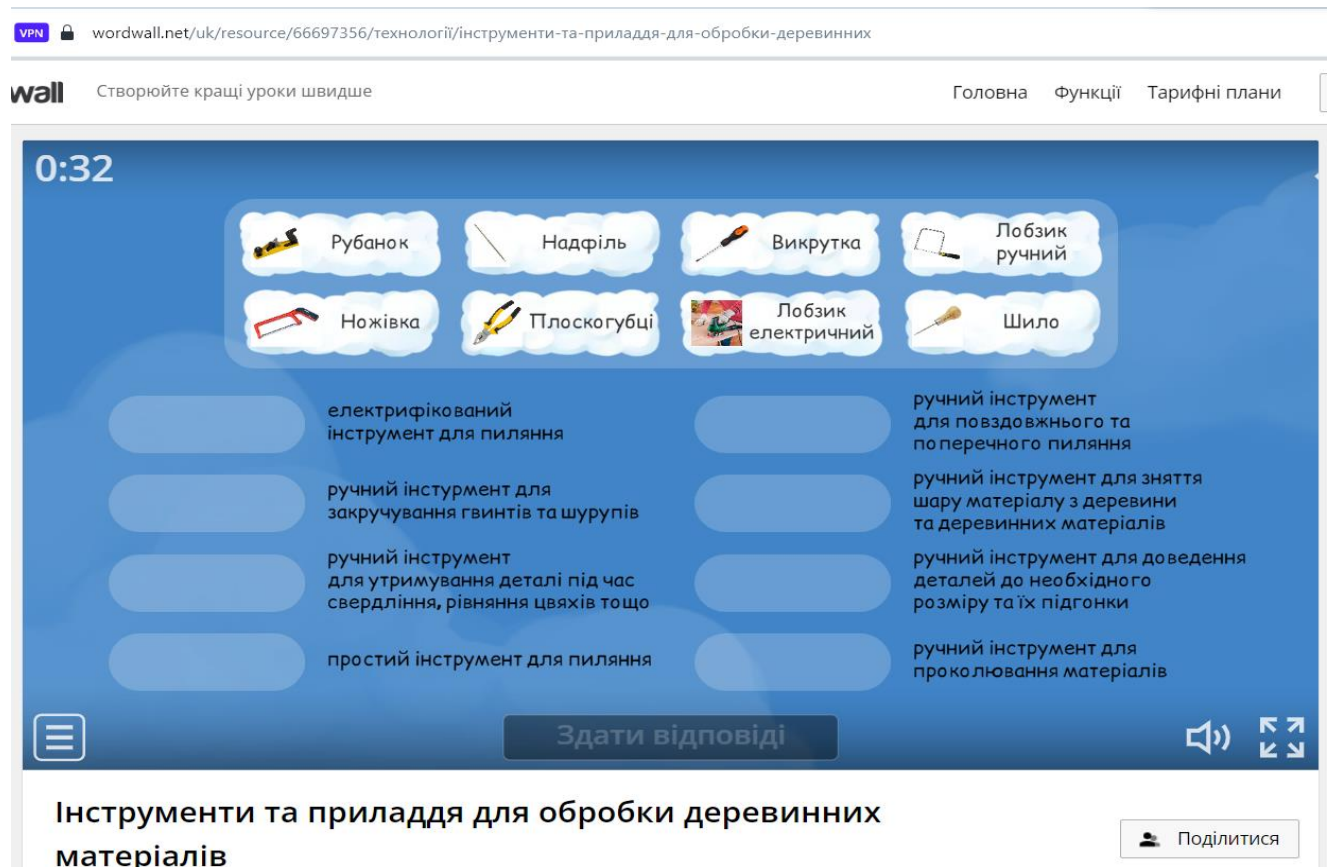 VPN wordwall.net/uk/resource/66697356/технології/інструменти-та-приладдя-для-обробки-деревинних
wall Створюйте кращі уроки швидше Головна Функції Тарифні плани
0:32
Рубанок Надфіль Викрутка Лобзик
ручний
Ножівка Плоскогубці Лобзик
електричний Шило
електрифікований
інструмент для пиляння
ручний інструмент
для повздовжнього та
поперечного пиляння
ручний інстурмент для
закручування гвинтів та шурупів
ручний інструмент для зняття
шару матеріалу з деревини
та деревинних матеріалів
ручний інструмент
для утримування деталі під час
свердління, рівняння цвяхів тощо
ручний інструмент для доведення
деталей до необхідного
розміру та їх підгонки
простий інструмент для пиляння
ручний інструмент для
проколювання матеріалів
Здати відповіді
Інструменти та приладдя для обробки деревинних
матеріалів
Поділитися